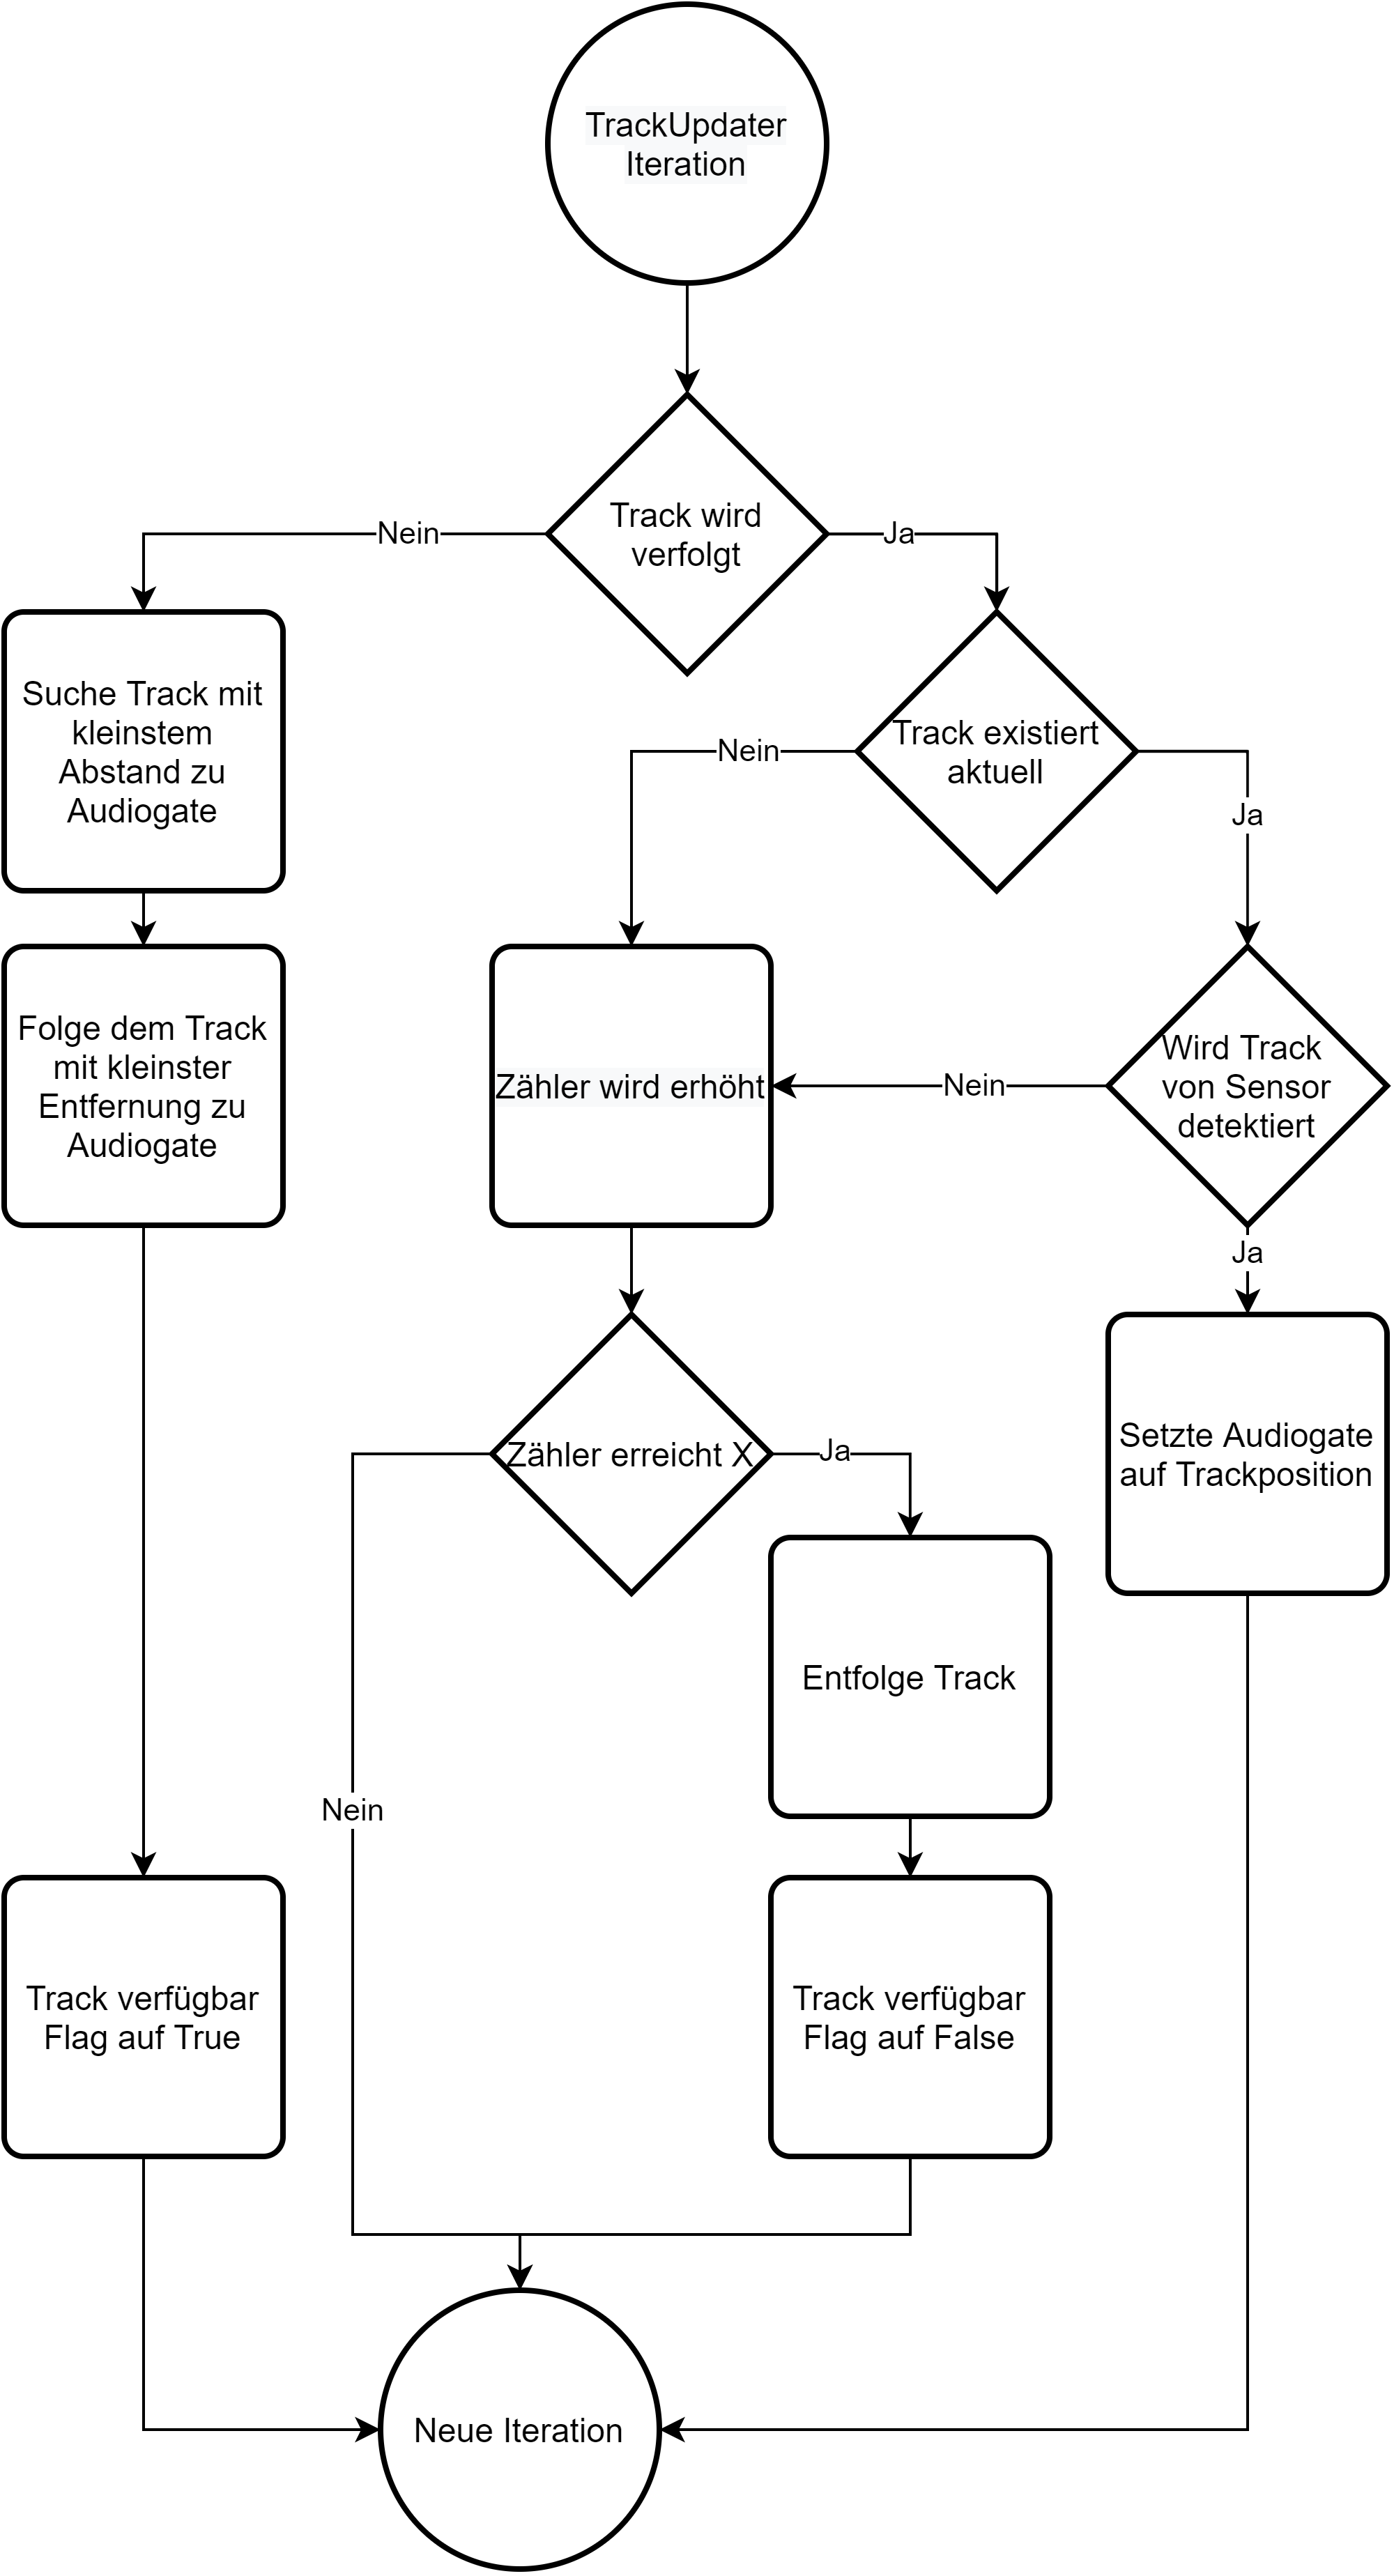 TrackUpdater
Iteration
Track wird
verfolgt
Nein
Ja
Suche Track mit
kleinstem
Abstand zu
Audiogate
Track existiert
aktuell
Nein
Ja
Folge dem Track
mit kleinster
Entfernung zu
Audiogate
Zähler wird erhöht
Nein
Wird Track
von Sensor
detektiert
Ja
Zähler erreicht X
Ja
Setzte Audiogate
auf Trackposition
Entfolge Track
Nein
Track verfügbar
Flag auf True
Track verfügbar
Flag auf False
Neue Iteration